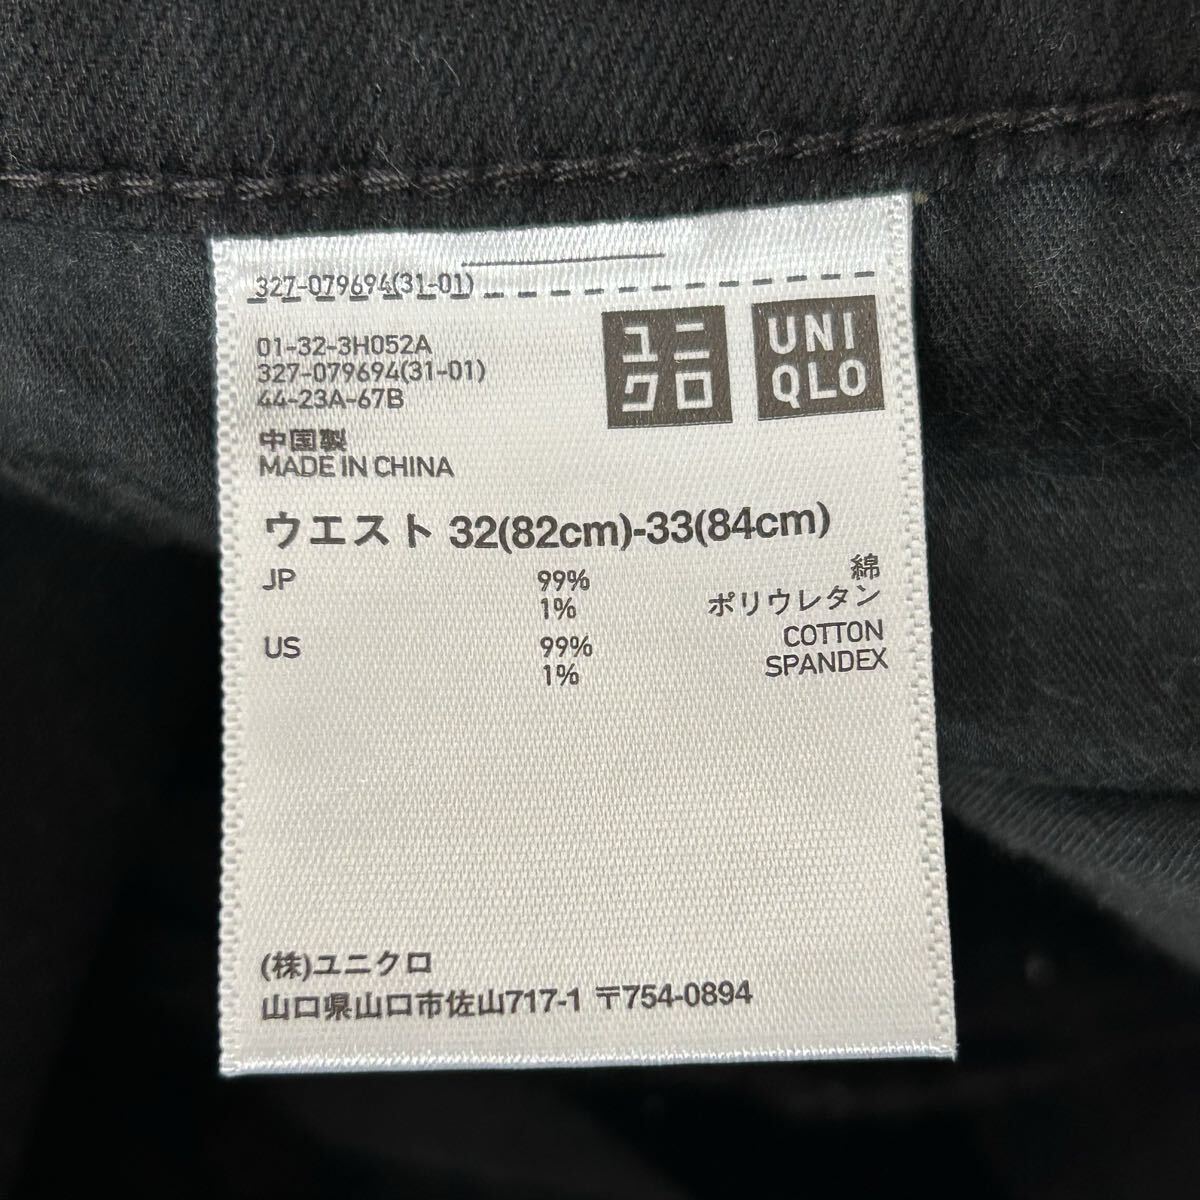 327-079694(31-01)
ユニ
クロ
UNI
QLO
01-32-3H052A
327-079694(31-01)
44-23A-67B
中国製
MADE IN CHINA
ウエスト 32(82cm)-33(84cm)
JP 99% 綿
1% ポリウレタン
US 99% COTTON
1% SPANDEX
(株)ユニクロ
山口県山口市佐山717-1 〒754-0894